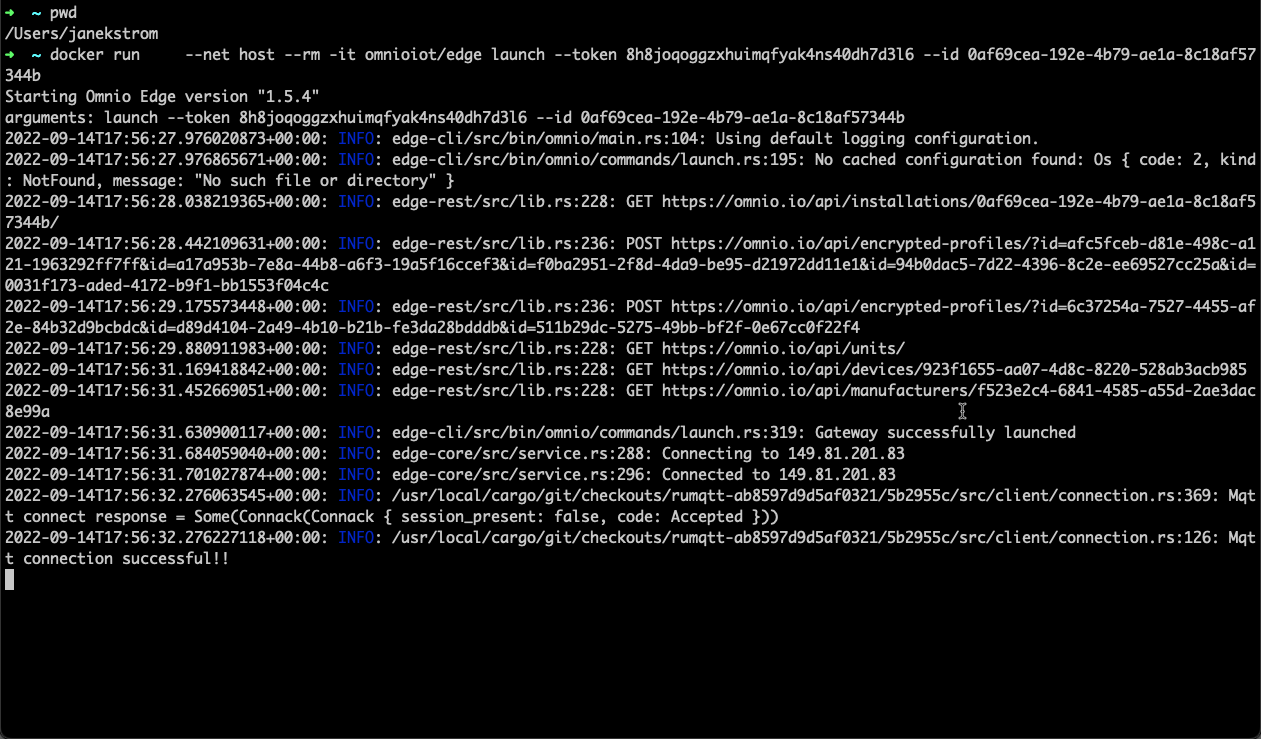 ➜ ~ pwd
/Users/janekstrom
➜ ~ docker run     --net host --rm -it omnioiot/edge launch --token 8h8joqoggzxhuimqfyak4ns40dh7d3l6 --id 0af69cea-192e-4b79-ae1a-8c18af57
344b
Starting Omnio Edge version "1.5.4"
arguments: launch --token 8h8joqoggzxhuimqfyak4ns40dh7d3l6 --id 0af69cea-192e-4b79-ae1a-8c18af57344b
2022-09-14T17:56:27.976020873+00:00: INFO: edge-cli/src/bin/omnio/main.rs:104: Using default logging configuration.
2022-09-14T17:56:27.976865671+00:00: INFO: edge-cli/src/bin/omnio/commands/launch.rs:195: No cached configuration found: Os { code: 2, kind
: NotFound, message: "No such file or directory" }
2022-09-14T17:56:28.038219365+00:00: INFO: edge-rest/src/lib.rs:228: GET https://omnio.io/api/installations/0af69cea-192e-4b79-ae1a-8c18af5
7344b/
2022-09-14T17:56:28.442109631+00:00: INFO: edge-rest/src/lib.rs:236: POST https://omnio.io/api/encrypted-profiles/?id=afc5fceb-d81e-498c-a1
21-1963292ff7ff&id=a17a953b-7e8a-44b8-a6f3-19a5f16ccef3&id=f0ba2951-2f8d-4da9-be95-d21972dd11e1&id=94b0dac5-7d22-4396-8c2e-ee69527cc25a&id=
0031f173-aded-4172-b9f1-bb1553f04c4c
2022-09-14T17:56:29.175573448+00:00: INFO: edge-rest/src/lib.rs:236: POST https://omnio.io/api/encrypted-profiles/?id=6c37254a-7527-4455-af
2e-84b32d9bcbdc&id=d89d4104-2a49-4b10-b21b-fe3da28bdddb&id=511b29dc-5275-49bb-bf2f-0e67cc0f22f4
2022-09-14T17:56:29.880911983+00:00: INFO: edge-rest/src/lib.rs:228: GET https://omnio.io/api/units/
2022-09-14T17:56:31.169418842+00:00: INFO: edge-rest/src/lib.rs:228: GET https://omnio.io/api/devices/923f1655-aa07-4d8c-8220-528ab3acb985
2022-09-14T17:56:31.452669051+00:00: INFO: edge-rest/src/lib.rs:228: GET https://omnio.io/api/manufacturers/f523e2c4-6841-4585-a55d-2ae3dac
8e99a
2022-09-14T17:56:31.630900117+00:00: INFO: edge-cli/src/bin/omnio/commands/launch.rs:319: Gateway successfully launched
2022-09-14T17:56:31.684059040+00:00: INFO: edge-core/src/service.rs:288: Connecting to 149.81.201.83
2022-09-14T17:56:31.701027874+00:00: INFO: edge-core/src/service.rs:296: Connected to 149.81.201.83
2022-09-14T17:56:32.276063545+00:00: INFO: /usr/local/cargo/git/checkouts/rumqtt-ab8597d9d5af0321/5b2955c/src/client/connection.rs:369: Mqt
t connect response = Some(Connack(Connack { session_present: false, code: Accepted }))
2022-09-14T17:56:32.276227118+00:00: INFO: /usr/local/cargo/git/checkouts/rumqtt-ab8597d9d5af0321/5b2955c/src/client/connection.rs:126: Mqt
t connection successful!!